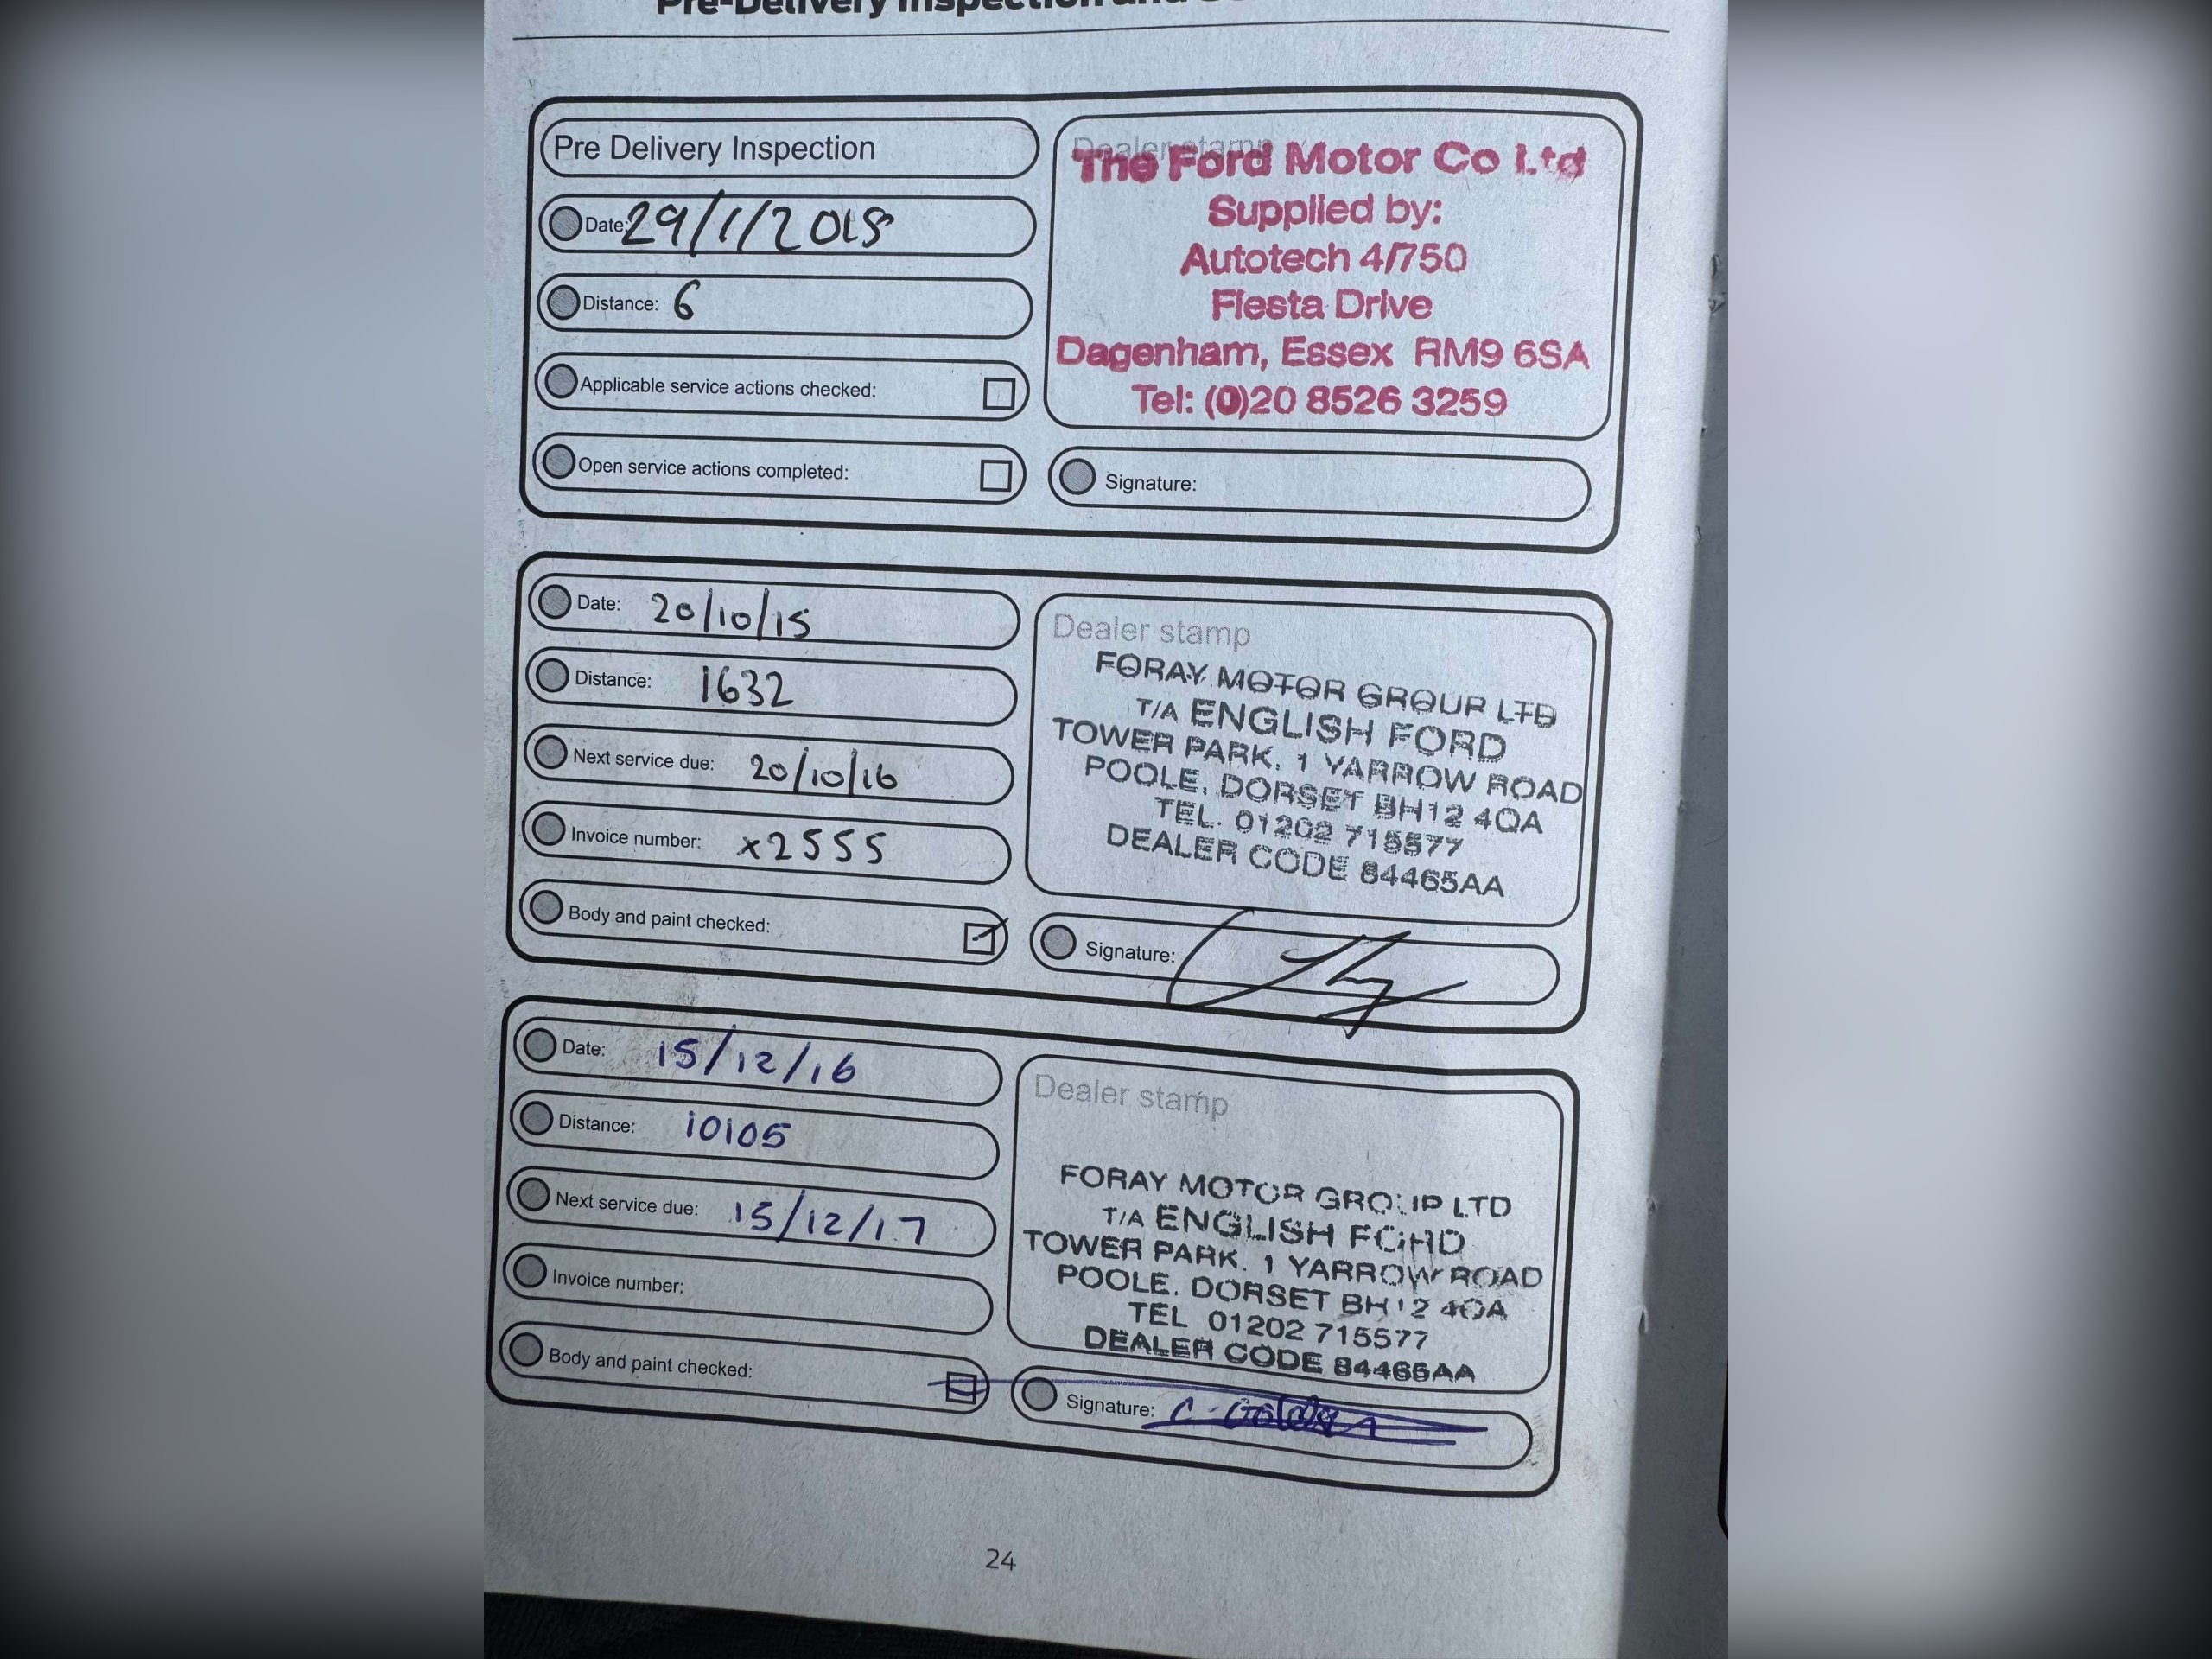 Pre Delivery Inspection
Date: 29/1/2015
Distance: 6
Applicable service actions checked:
Open service actions completed:
Dealer stamp
The Ford Motor Co Ltd
Supplied by:
Autotech 4/750
Fiesta Drive
Dagenham, Essex RM9 6SA
Tel: (0)20 8526 3259
Signature:
Date: 20/10/15
Distance: 1632
Next service due: 20/10/16
Invoice number: x2555
Body and paint checked:
Dealer stamp
FORAY MOTOR GROUP LTD
T/A ENGLISH FORD
TOWER PARK, 1 YARROW ROAD
POOLE, DORSET BH12 4QA
TEL. 01202 715577
DEALER CODE 84465AA
Signature:
Date: 15/12/16
Distance: 10105
Next service due: 15/12/17
Invoice number:
Body and paint checked:
Dealer stamp
FORAY MOTOR GROUP LTD
T/A ENGLISH FORD
TOWER PARK. 1 YARROW ROAD
POOLE. DORSET BH12 4QA
TEL 01202 715577
DEALER CODE 84465AA
Signature:
24